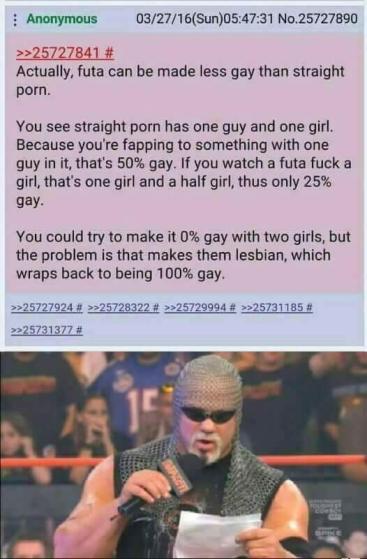 Anonymous 03/27/16(Sun)05:47:31 No.25727890
>>25727841 #
Actually, futa can be made less gay than straight
porn.
You see straight porn has one guy and one girl.
Because you're fapping to something with one
guy in it, that's 50% gay. If you watch a futa fuck a
girl, that's one girl and a half girl, thus only 25%
gay.
You could try to make it 0% gay with two girls, but
the problem is that makes them lesbian, which
wraps back to being 100% gay.
>>25727924 # >>25728322 # >>25729994 # >>25731185 #
>>25731377 #
15
SPIKE